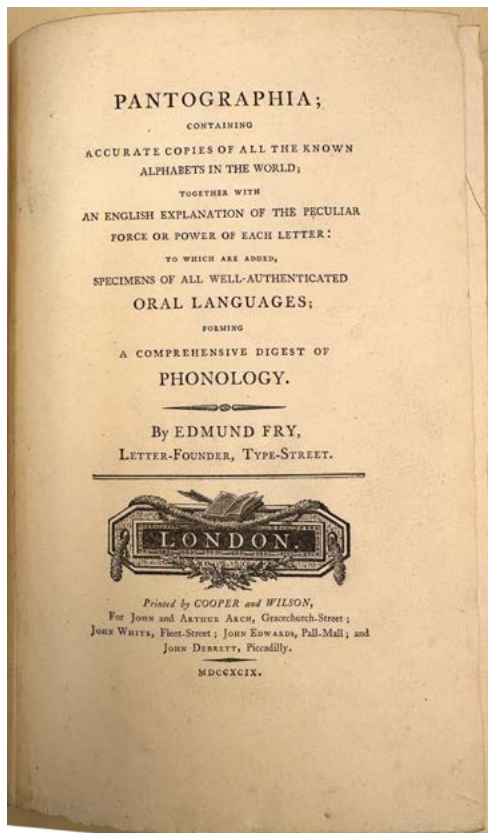 PANTOGRAPHIA;
CONTAINING
ACCURATE COPIES OF ALL THE KNOWN
ALPHABETS IN THE WORLD;
TOGETHER WITH
AN ENGLISH EXPLANATION OF THE PECULIAR
FORCE OR POWER OF EACH LETTER:
TO WHICH ARE ADDED,
SPECIMENS OF ALL WELL-AUTHENTICATED
ORAL LANGUAGES;
FORMING
A COMPREHENSIVE DIGEST OF
PHONOLOGY.
By EDMUND FRY,
LETTER-FOUNDER, TYPE-STREET.
LONDON.
Printed by COOPER and WILSON,
For JOHN and ARTHUR ARCH, Gracechurch-Street;
JOHN WHITE, Fleet-Street; JOHN EDWARDS, Pall-Mall; and
JOHN DEBRETT, Piccadilly.
MDCCXCIX.